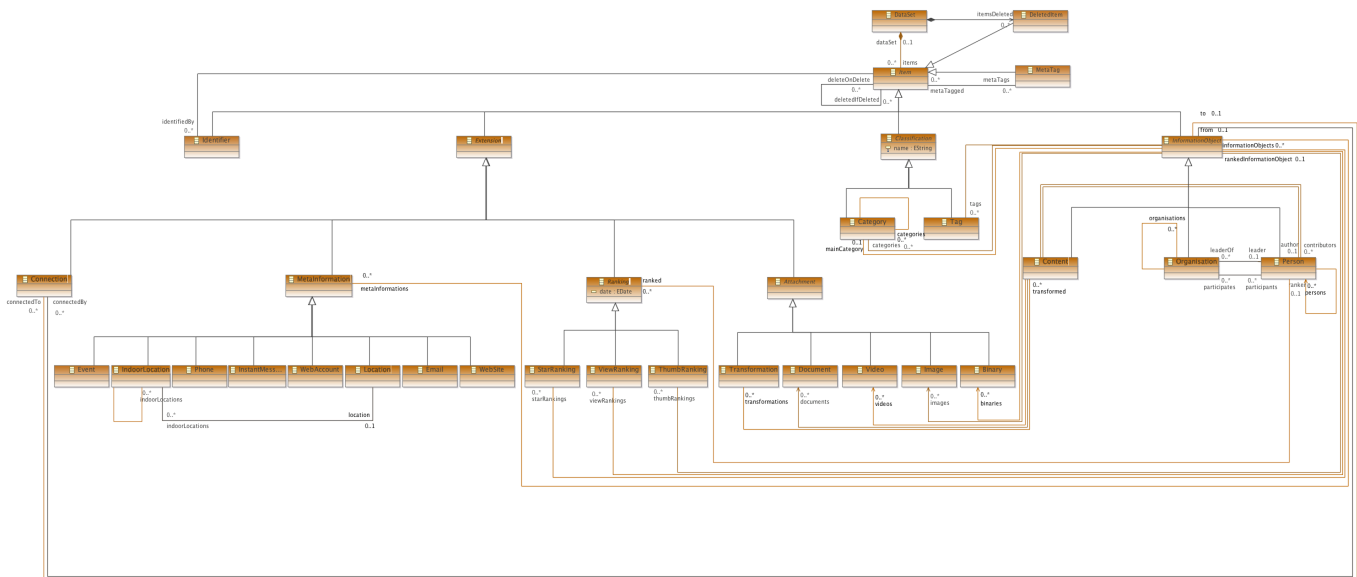 DataSet
itemsDeleted
DeletedItem
0..*
dataSet 0..1
0..* items
Item
deleteOnDelete
0..*
deletedIfDeleted
0..*
0..*
metaTagged
metaTags
0..*
MetaTag
identifiedBy
0..*
Identifier
Extension
Classification
name : EString
to 0..1
from 0..1
InformationObject
informationObjects 0..*
rankedInformationObject 0..1
Category
Tag
tags
0..*
categories
0..*
0..1
mainCategory
categories
0..*
organisations
0..*
leaderOf
0..*
leader
0..1
author
0..1
contributors
0..*
Connection
connectedTo
0..*
connectedBy
0..*
MetaInformation
0..*
metaInformations
Ranking
date : EDate
ranked
0..*
Attachment
Content
0..*
transformed
Organisation
Person
0..*
participates
0..*
participants
ranker
0..1
0..*
persons
Event
IndoorLocation
Phone
InstantMess...
WebAccount
Location
Email
WebSite
StarRanking
ViewRanking
ThumbRanking
Transformation
Document
Video
Image
Binary
0..*
indoorLocations
0..*
starRankings
0..*
viewRankings
0..*
thumbRankings
0..*
transformations
0..*
documents
0..*
videos
0..*
images
0..*
binaries
0..*
indoorLocations
location
0..1